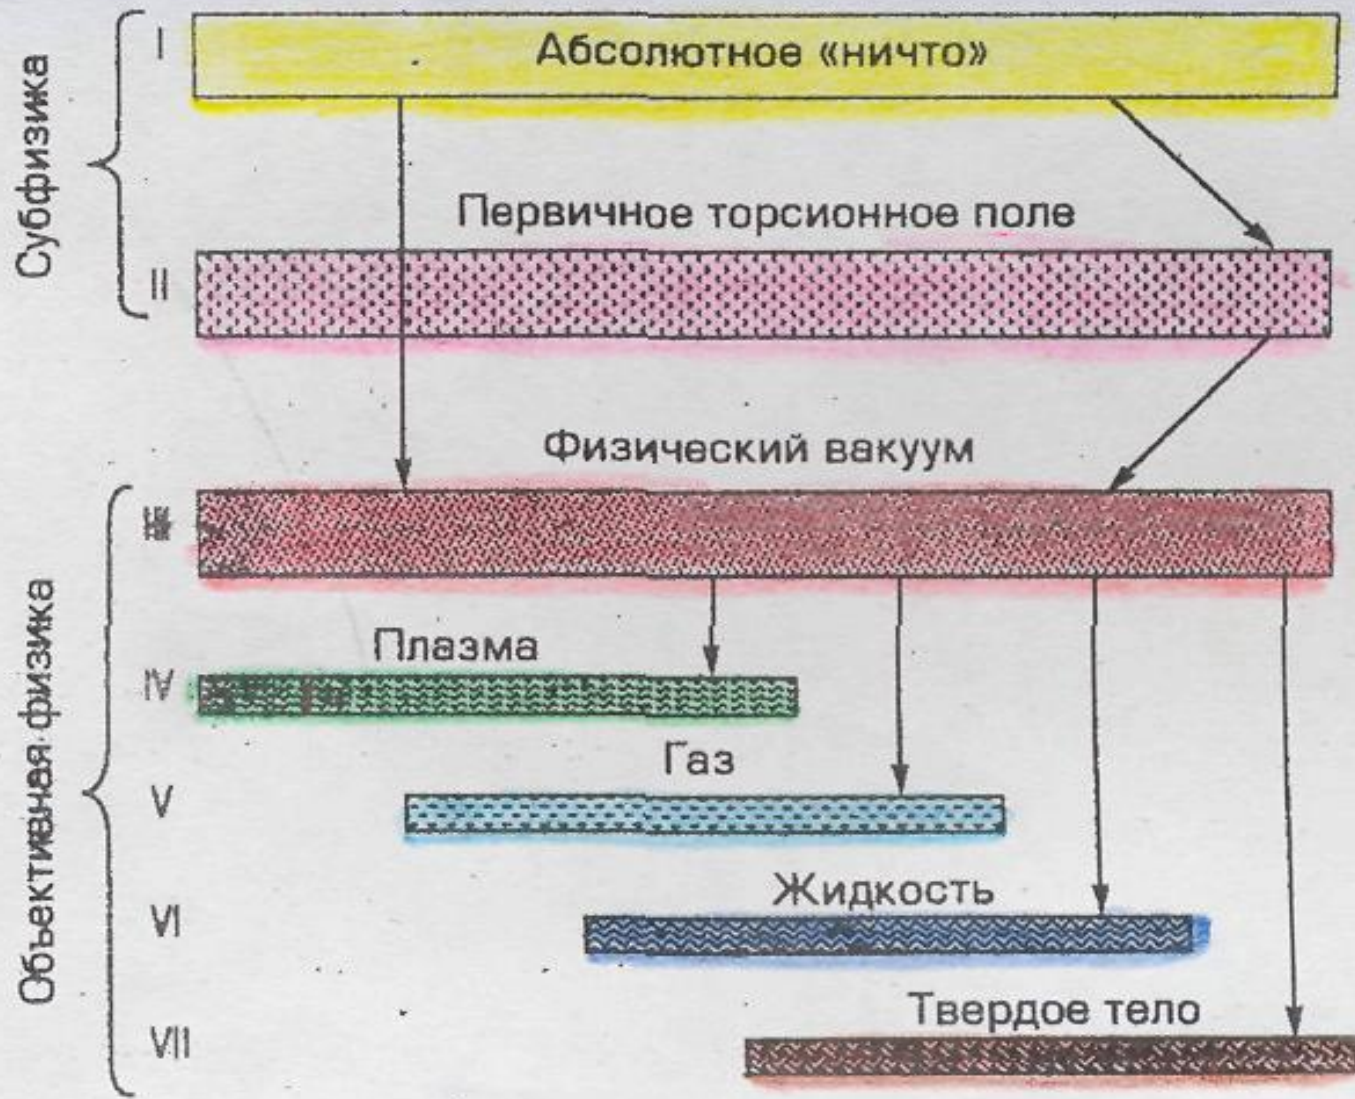 Субфизика
I
Абсолютное «ничто»
Первичное торсионное поле
II
Физический вакуум
Объективная физика
III
Плазма
IV
Газ
V
Жидкость
VI
Твердое тело
VII